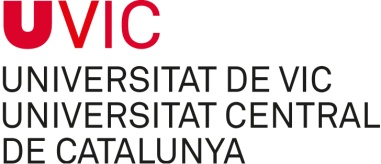 UVIC
UNIVERSITAT DE VIC
UNIVERSITAT CENTRAL
DE CATALUNYA